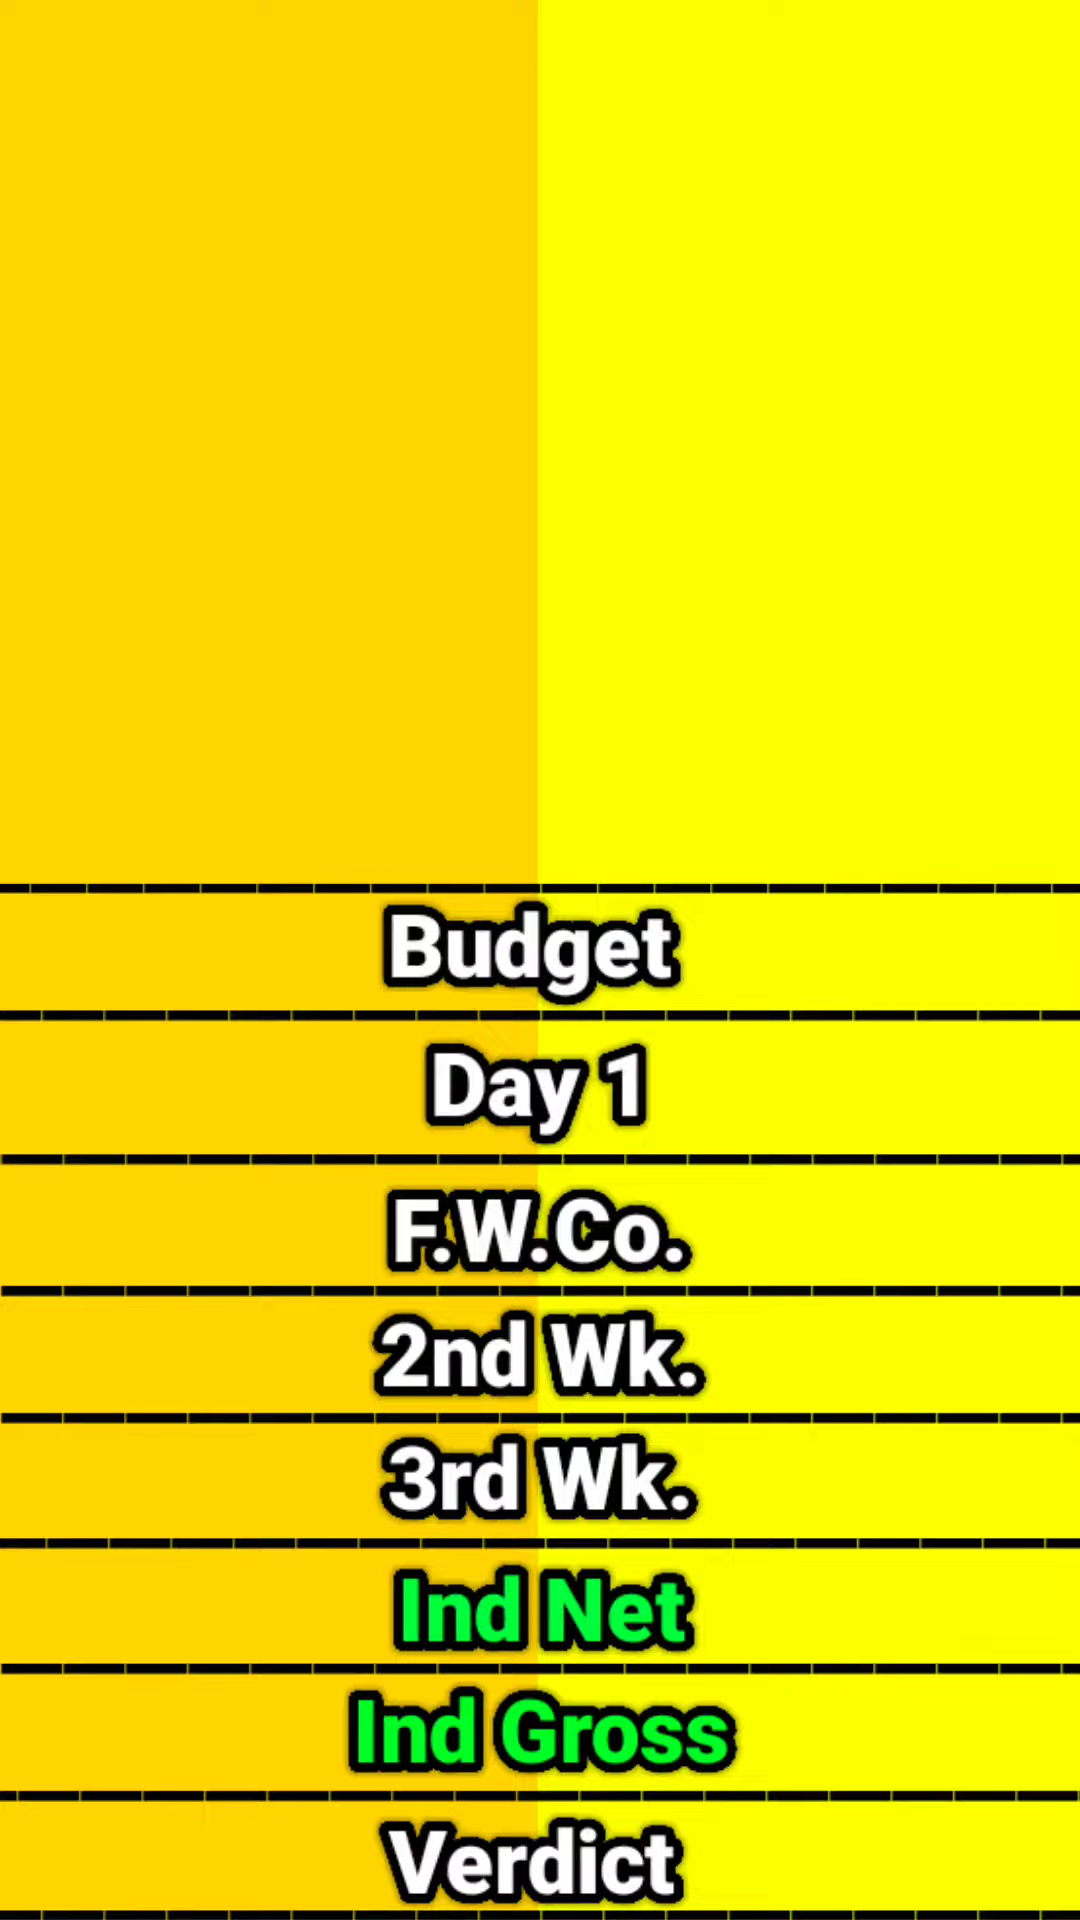 Budget
Day 1
F.W.Co.
2nd Wk.
3rd Wk.
Ind Net
Ind Gross
Verdict